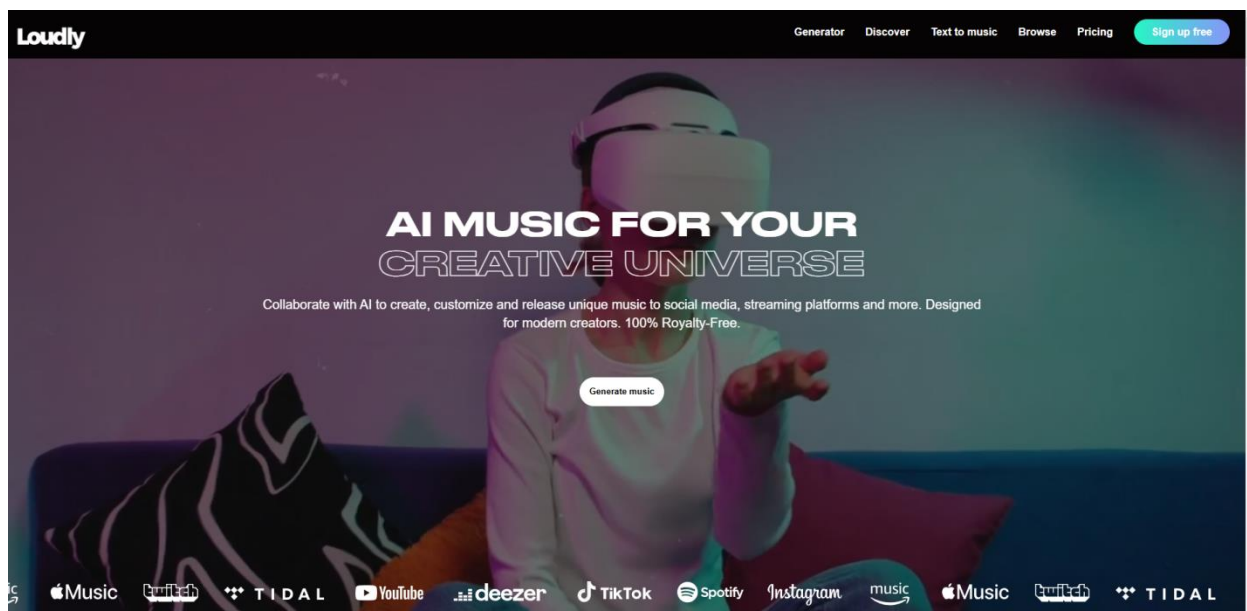 Loudly
Generator Discover Text to music Browse Pricing Sign up free
AI MUSIC FOR YOUR
CREATIVE UNIVERSE
Collaborate with AI to create, customize and release unique music to social media, streaming platforms and more. Designed
for modern creators. 100% Royalty-Free.
Generate music
ic Music twitch TIDAL YouTube deezer TikTok Spotify Instagram music Music twitch TIDAL